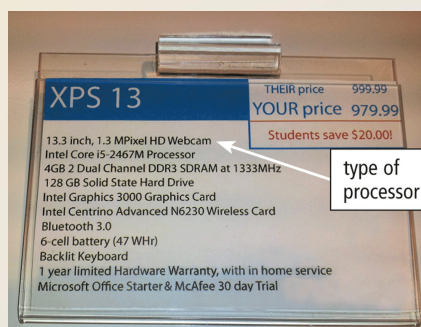 XPS 13
THEIR price 999.99
YOUR price 979.99
Students save $20.00!
13.3 inch, 1.3 MPixel HD Webcam
Intel Core i5-2467M Processor
4GB 2 Dual Channel DDR3 SDRAM at 1333MHz
128 GB Solid State Hard Drive
Intel Graphics 3000 Graphics Card
Intel Centrino Advanced N6230 Wireless Card
Bluetooth 3.0
6-cell battery (47 WHr)
Backlit Keyboard
1 year limited Hardware Warranty, with in home service
Microsoft Office Starter & McAfee 30 day Trial
type of
processor